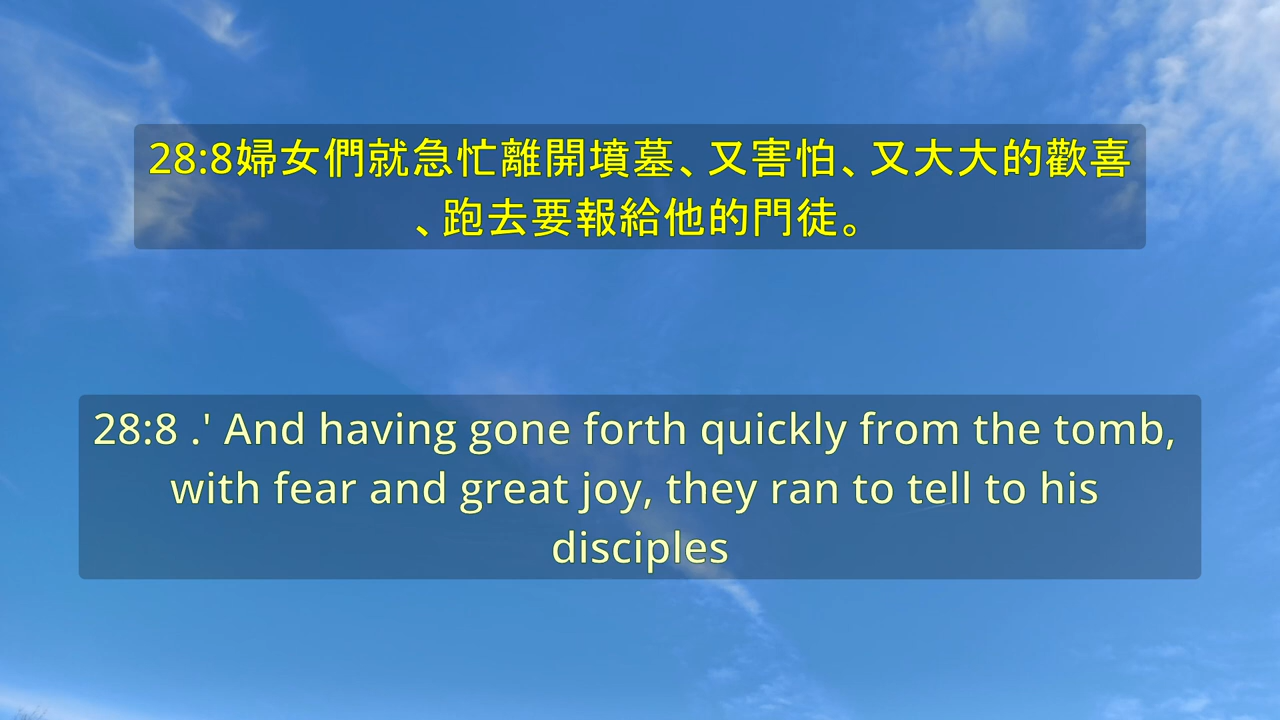 28:8婦女們就急忙離開墳墓、又害怕、又大大的歡喜
、跑去要報給他的門徒。
28:8 .' And having gone forth quickly from the tomb,
with fear and great joy, they ran to tell to his
disciples